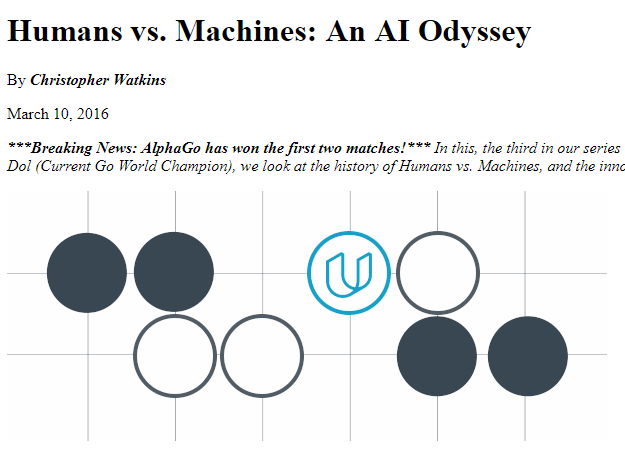 Humans vs. Machines: An AI Odyssey
By Christopher Watkins
March 10, 2016
***Breaking News: AlphaGo has won the first two matches!*** In this, the third in our series
Dol (Current Go World Champion), we look at the history of Humans vs. Machines, and the